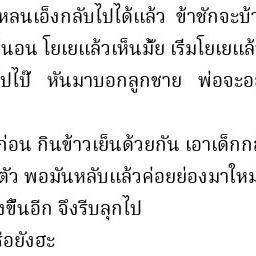 หลนเอ็งกลับไปได้แล้ว ข้าชักจะบ้า
นอน โยเยแล้วเห็นมั้ย เริ่มโยเยแล้
ปไป๊ หันมาบอกลูกชาย พ่อจะอ
ก่อน กินข้าวเย็นด้วยกัน เอาเด็กก
ตัว พอมันหลับแล้วค่อยย่องมาใหม
งขึ้นอีก จึงรีบลุกไป
รือยังฮะ